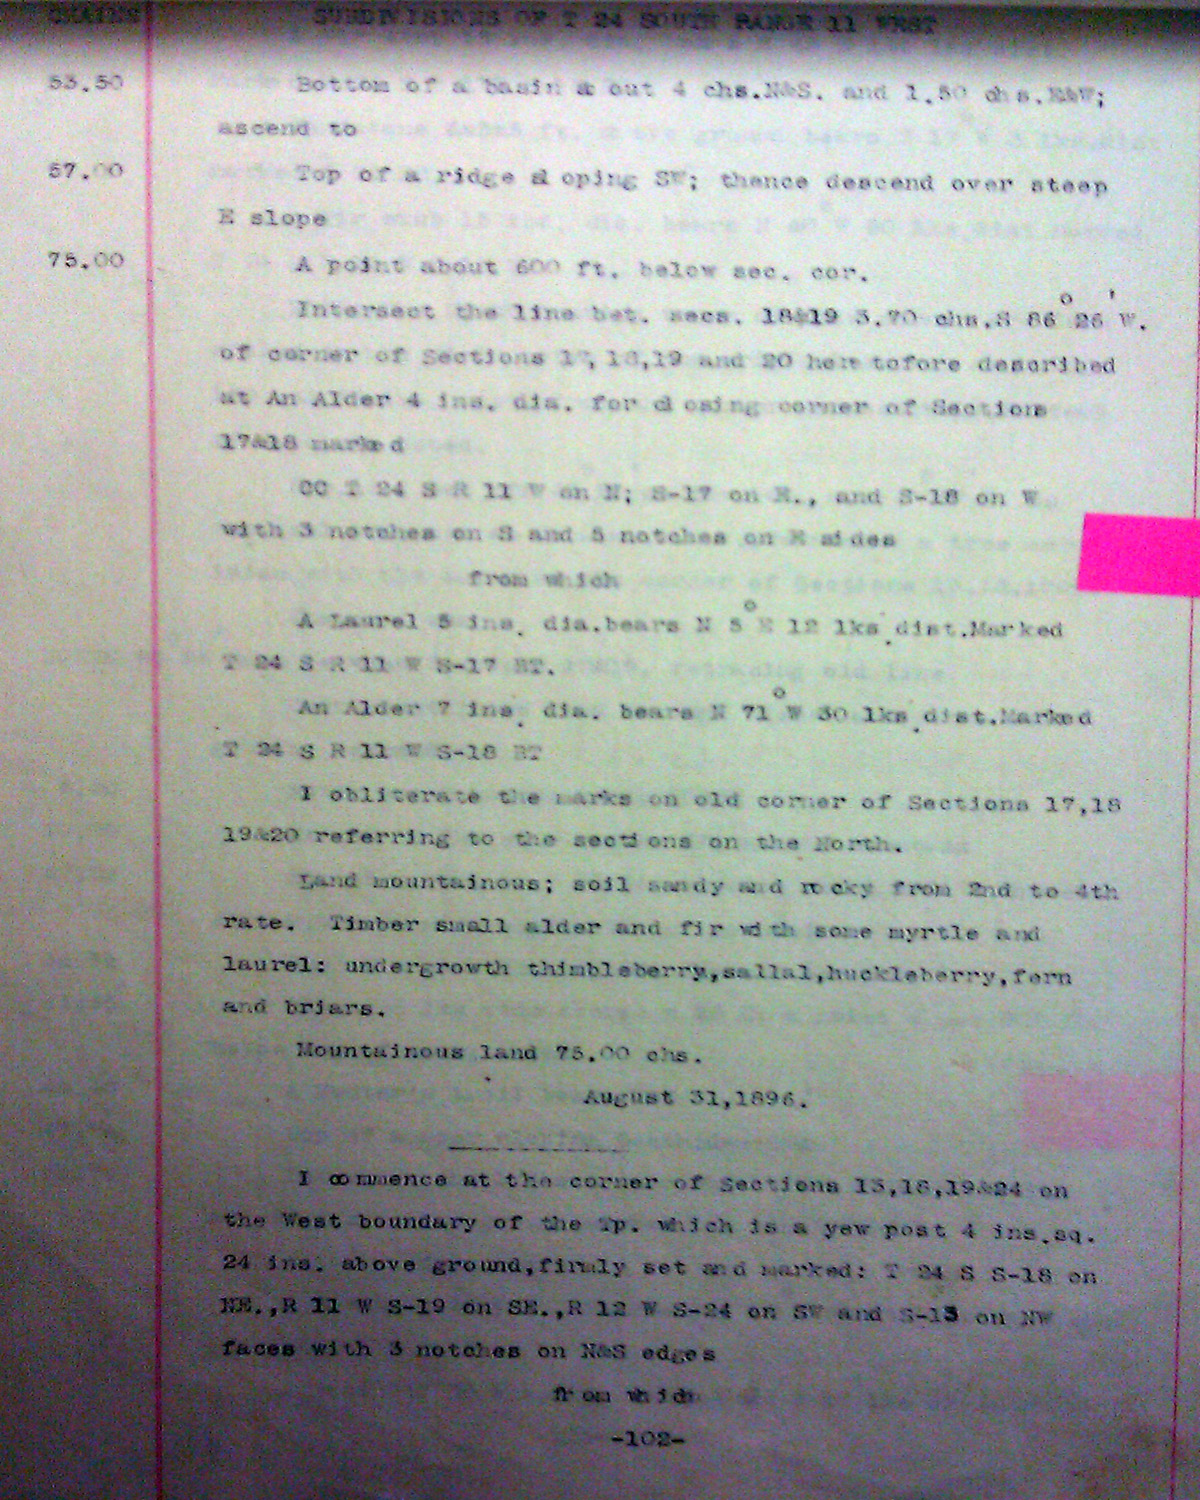 CHAINS SUBDIVISIONS OF T 24 SOUTH RANGE 11 WEST
53.50 Bottom of a basin about 4 chs.N&S. and 1.50 chs.E&W;
ascend to
57.00 Top of a ridge sloping SW; thence descend over steep
E slope
75.00 A point about 600 ft. below sec. cor.
Intersect the line bet. secs. 18&19 3.70 chs.S 86° 26' W.
of corner of Sections 17,18,19 and 20 heretofore described
at An Alder 4 ins. dia. for closing corner of Sections
17&18 marked
CC T 24 S R 11 W on N; S-17 on E., and S-18 on W
with 3 notches on S and 5 notches on E sides
from which
A Laurel 5 ins. dia.bears N 5° E 12 lks.dist.Marked
T 24 S R 11 W S-17 BT.
An Alder 7 ins. dia. bears N 71° W 30 lks.dist.Marked
T 24 S R 11 W S-18 BT
I obliterate the marks on old corner of Sections 17,18
19&20 referring to the sections on the North.
Land mountainous; soil sandy and rocky from 2nd to 4th
rate. Timber small alder and fir with some myrtle and
laurel: undergrowth thimbleberry,sallal,huckleberry,fern
and briars.
Mountainous land 75.00 chs.
August 31,1896.
I commence at the corner of Sections 13,18,19&24 on
the West boundary of the Tp. which is a yew post 4 ins.sq.
24 ins. above ground,firmly set and marked: T 24 S S-18 on
NE.,R 11 W S-19 on SE.,R 12 W S-24 on SW and S-13 on NW
faces with 3 notches on N&S edges
from which
-102-